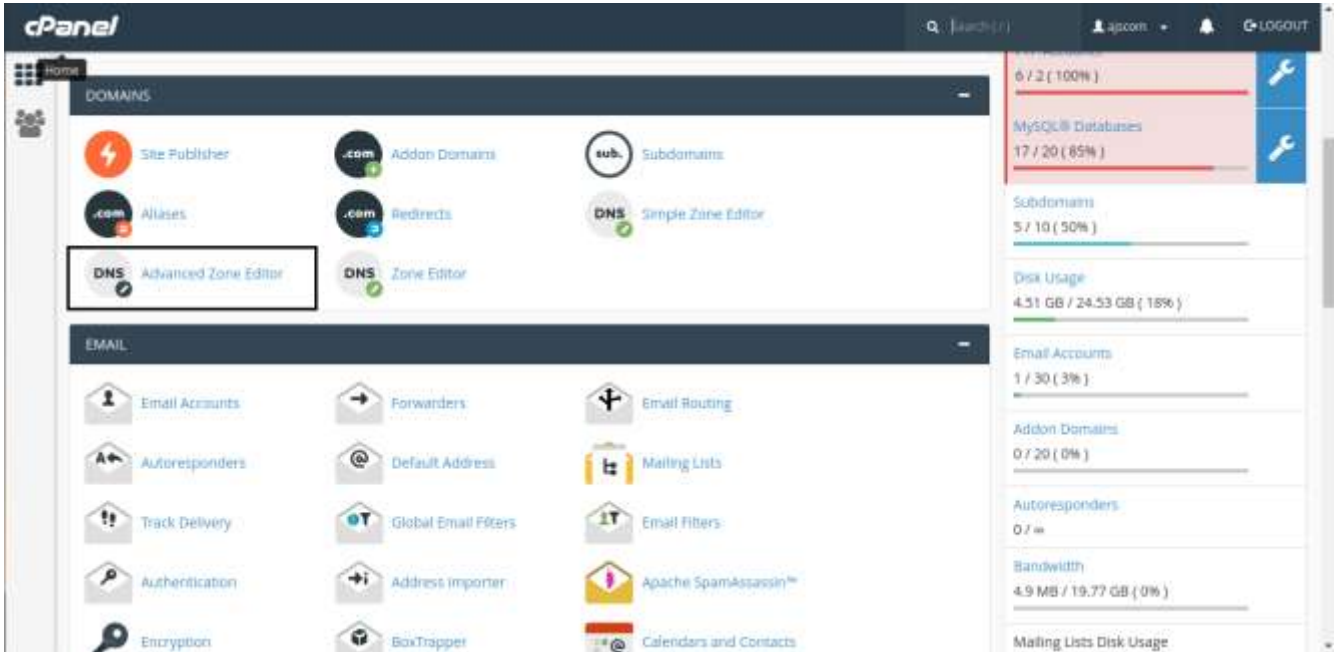 cPanel
Search ( / )
ajscom
LOGOUT
Home
DOMAINS
Site Publisher
.com
Addon Domains
sub.
Subdomains
.com
Aliases
.com
Redirects
DNS
Simple Zone Editor
DNS
Advanced Zone Editor
DNS
Zone Editor
EMAIL
Email Accounts
Forwarders
Email Routing
Autoresponders
Default Address
Mailing Lists
Track Delivery
Global Email Filters
Email Filters
Authentication
Address Importer
Apache SpamAssassin™
Encryption
BoxTrapper
Calendars and Contacts
6 / 2 ( 100% )
MySQL® Databases
17 / 20 ( 85% )
Subdomains
5 / 10 ( 50% )
Disk Usage
4.51 GB / 24.53 GB ( 18% )
Email Accounts
1 / 30 ( 3% )
Addon Domains
0 / 20 ( 0% )
Autoresponders
0 / ∞
Bandwidth
4.9 MB / 19.77 GB ( 0% )
Mailing Lists Disk Usage